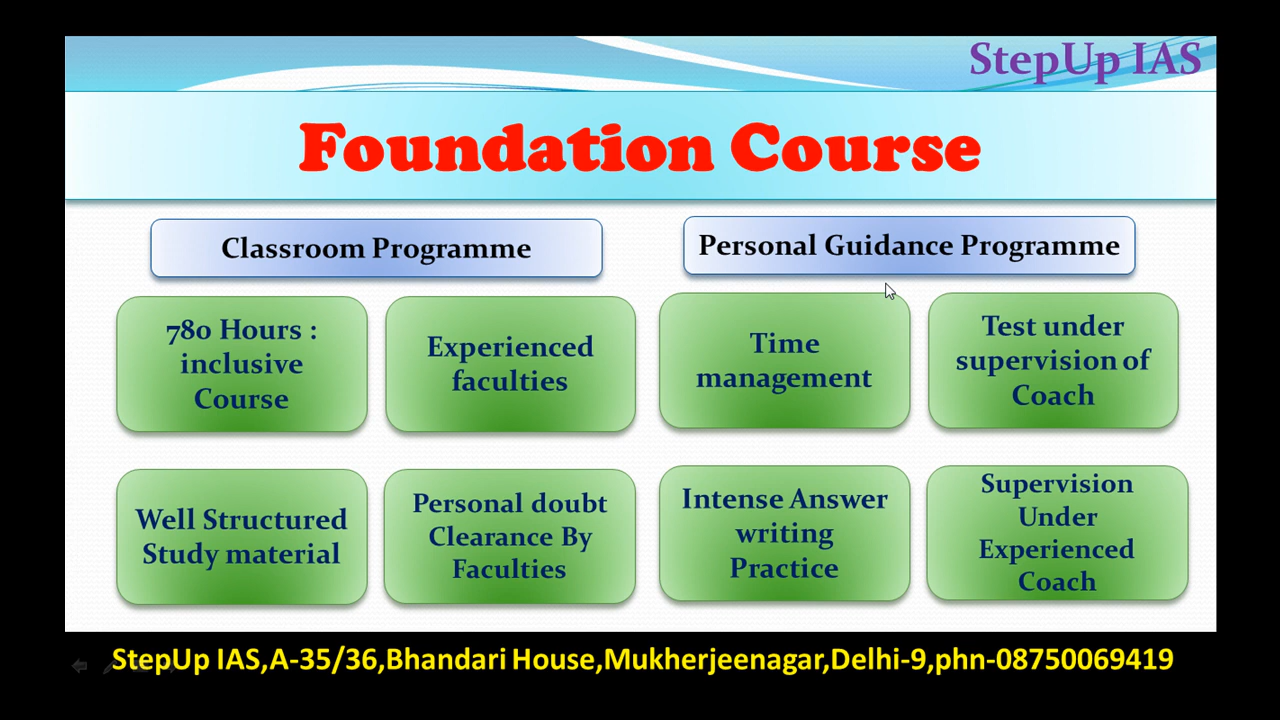 StepUp IAS
Foundation Course
Classroom Programme
780 Hours :
inclusive
Course
Experienced
faculties
Well Structured
Study material
Personal doubt
Clearance By
Faculties
Personal Guidance Programme
Time
management
Test under
supervision of
Coach
Intense Answer
writing
Practice
Supervision
Under
Experienced
Coach
StepUp IAS,A-35/36,Bhandari House,Mukherjeenagar,Delhi-9,phn-08750069419